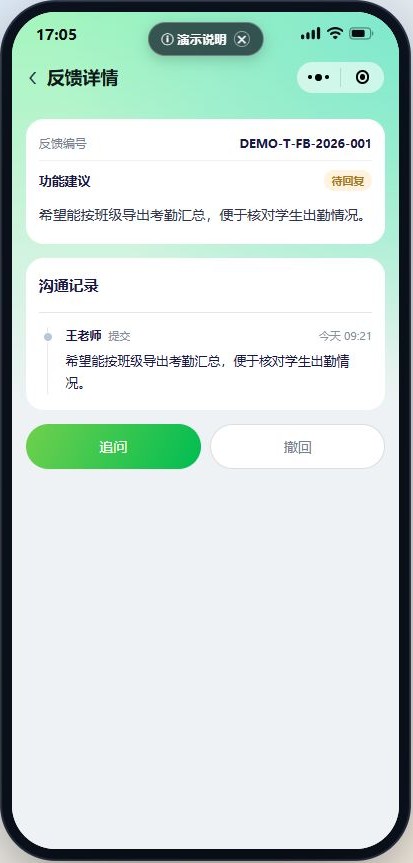 17:05
演示说明
反馈详情
反馈编号 DEMO-T-FB-2026-001
功能建议 待回复
希望能按班级导出考勤汇总，便于核对学生出勤情况。
沟通记录
王老师 提交 今天 09:21
希望能按班级导出考勤汇总，便于核对学生出勤情
况。
追问 撤回